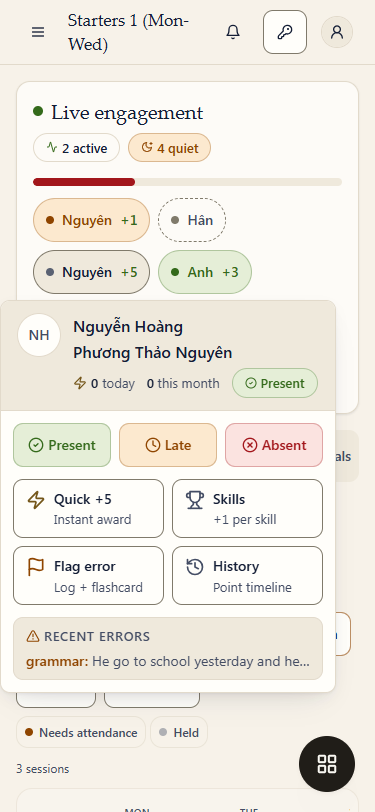 Starters 1 (Mon-
Wed)
Live engagement
2 active
4 quiet
Nguyên +1
Hân
Nguyên +5
Anh +3
NH
Nguyễn Hoàng
Phương Thảo Nguyên
0 today 0 this month
Present
Present
Late
Absent
Quick +5
Instant award
Skills
+1 per skill
Flag error
Log + flashcard
History
Point timeline
RECENT ERRORS
grammar: He go to school yesterday and he...
als
Needs attendance
Held
3 sessions